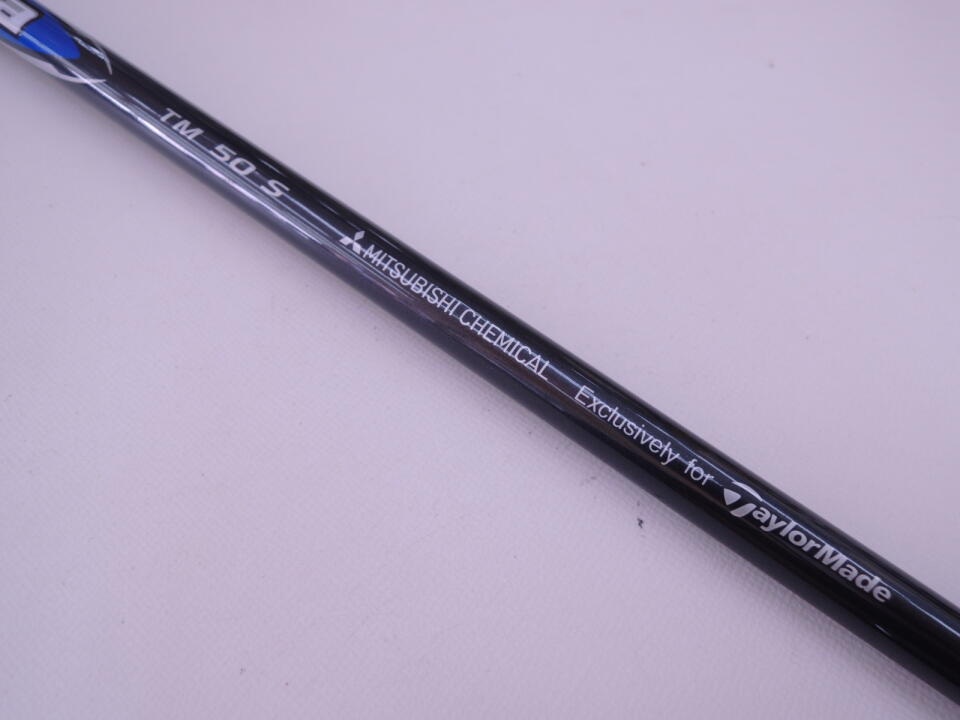 a
TM 50 S
MITSUBISHI CHEMICAL Exclusively for TaylorMade